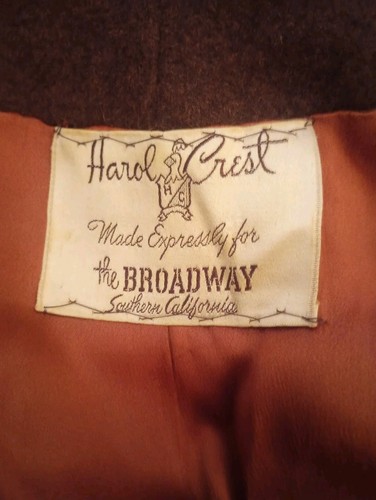 Harol Crest
H C
Made Expressly for
the BROADWAY
Southern California